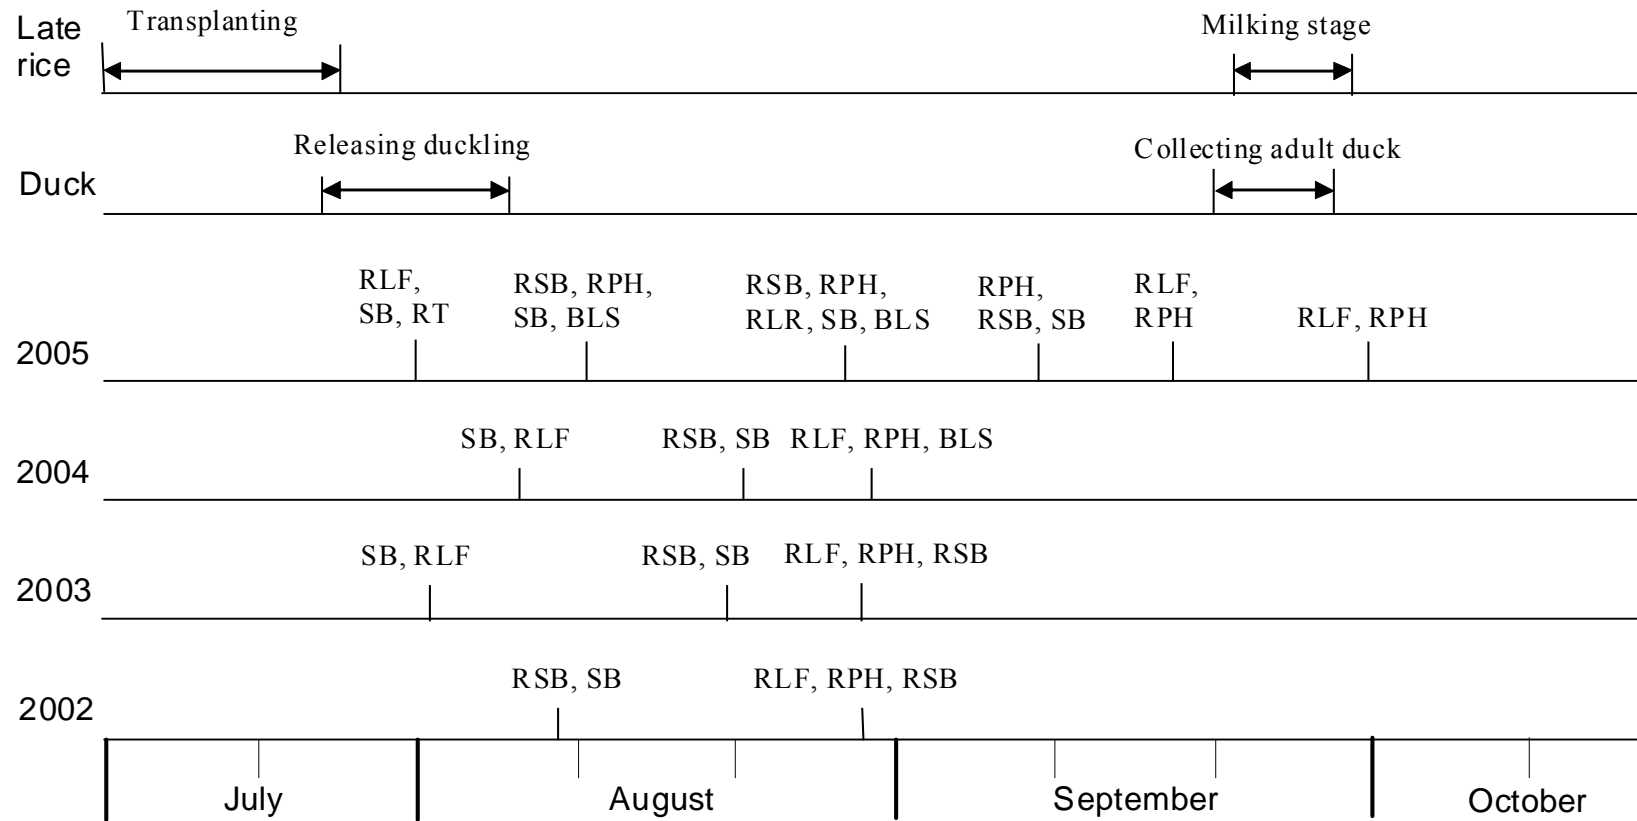 Late
rice
Transplanting
Milking stage
Duck
Releasing duckling
Collecting adult duck
2005
RLF,
SB, RT
RSB, RPH,
SB, BLS
RSB, RPH,
RLR, SB, BLS
RPH,
RSB, SB
RLF,
RPH
RLF, RPH
2004
SB, RLF
RSB, SB
RLF, RPH, BLS
2003
SB, RLF
RSB, SB
RLF, RPH, RSB
2002
RSB, SB
RLF, RPH, RSB
July
August
September
October